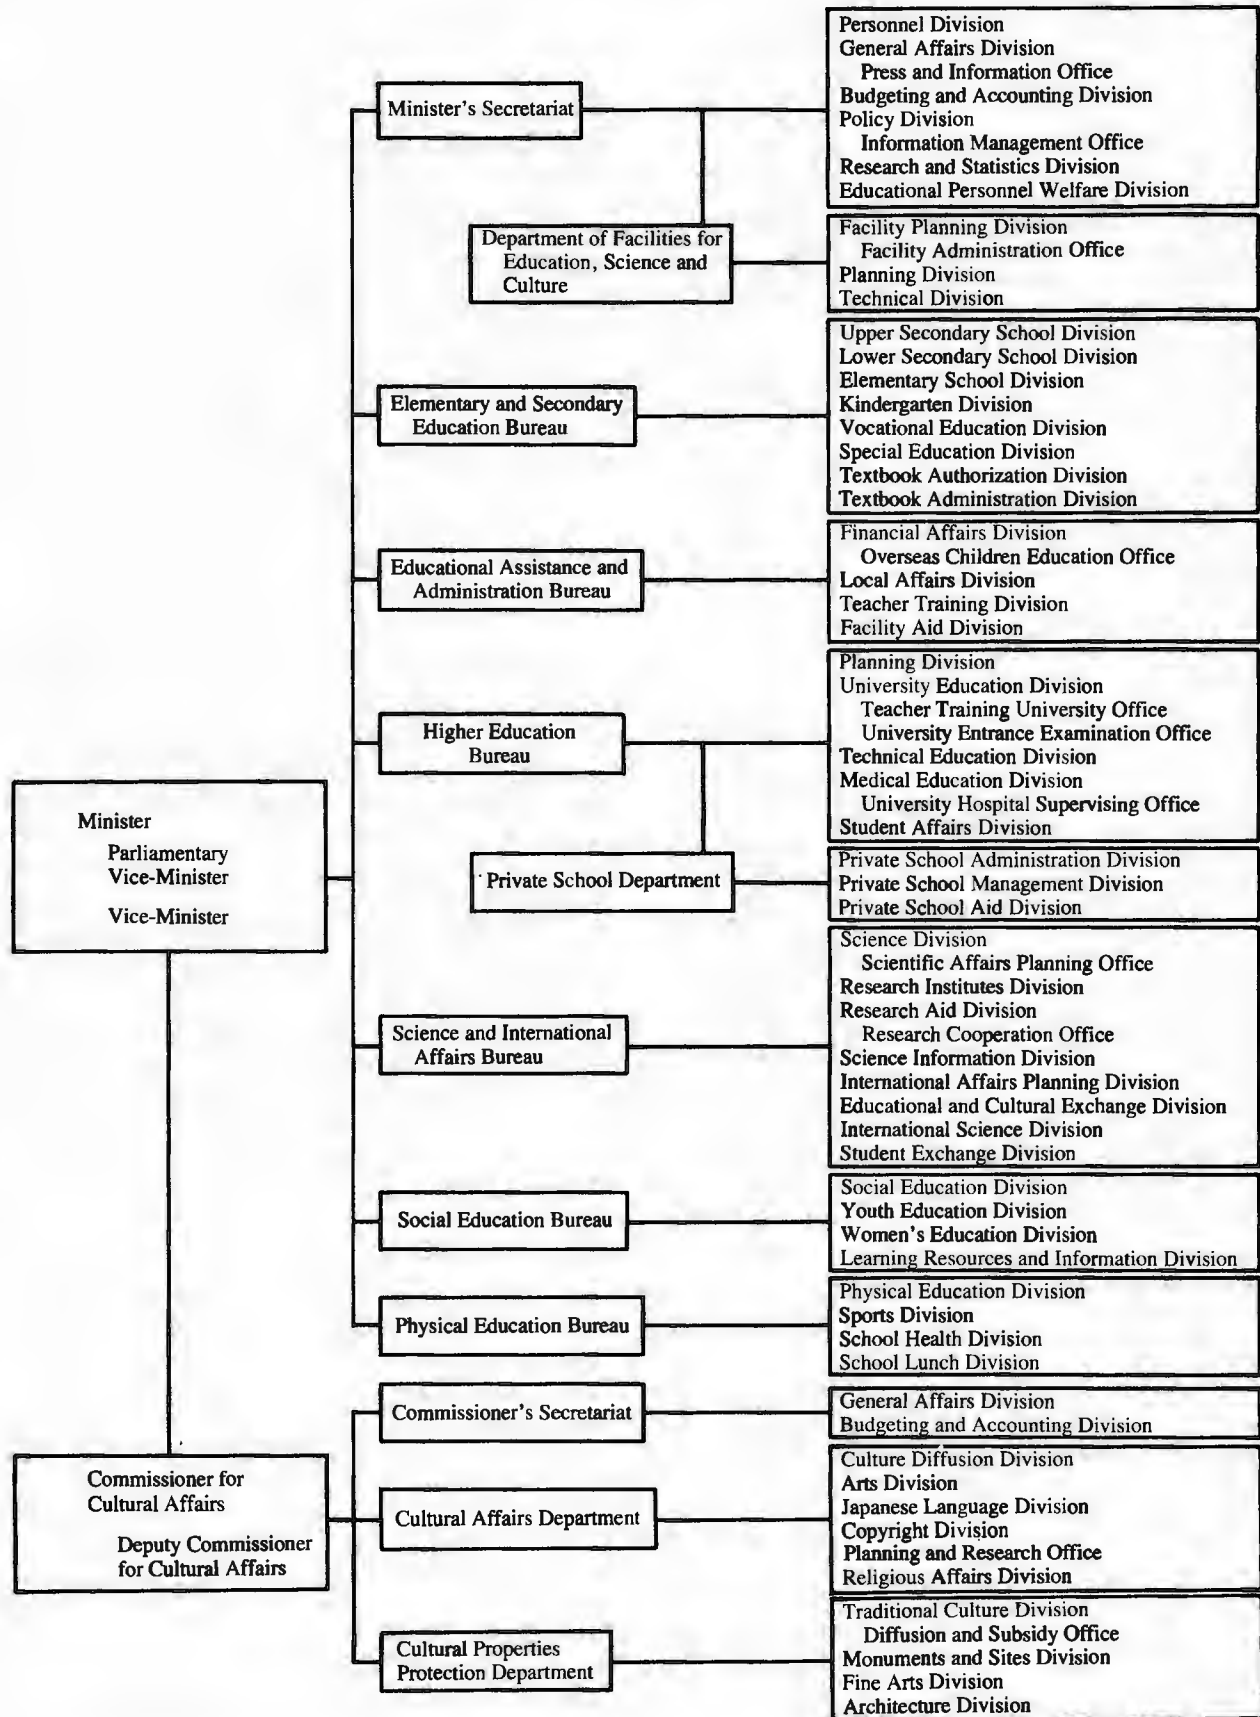 Minister
Parliamentary
Vice-Minister
Vice-Minister
Minister's Secretariat
Personnel Division
General Affairs Division
Press and Information Office
Budgeting and Accounting Division
Policy Division
Information Management Office
Research and Statistics Division
Educational Personnel Welfare Division
Department of Facilities for
Education, Science and
Culture
Facility Planning Division
Facility Administration Office
Planning Division
Technical Division
Elementary and Secondary
Education Bureau
Upper Secondary School Division
Lower Secondary School Division
Elementary School Division
Kindergarten Division
Vocational Education Division
Special Education Division
Textbook Authorization Division
Textbook Administration Division
Educational Assistance and
Administration Bureau
Financial Affairs Division
Overseas Children Education Office
Local Affairs Division
Teacher Training Division
Facility Aid Division
Higher Education
Bureau
Planning Division
University Education Division
Teacher Training University Office
University Entrance Examination Office
Technical Education Division
Medical Education Division
University Hospital Supervising Office
Student Affairs Division
Private School Department
Private School Administration Division
Private School Management Division
Private School Aid Division
Science and International
Affairs Bureau
Science Division
Scientific Affairs Planning Office
Research Institutes Division
Research Aid Division
Research Cooperation Office
Science Information Division
International Affairs Planning Division
Educational and Cultural Exchange Division
International Science Division
Student Exchange Division
Social Education Bureau
Social Education Division
Youth Education Division
Women's Education Division
Learning Resources and Information Division
Physical Education Bureau
Physical Education Division
Sports Division
School Health Division
School Lunch Division
Commissioner for
Cultural Affairs
Deputy Commissioner
for Cultural Affairs
Commissioner's Secretariat
General Affairs Division
Budgeting and Accounting Division
Cultural Affairs Department
Culture Diffusion Division
Arts Division
Japanese Language Division
Copyright Division
Planning and Research Office
Religious Affairs Division
Cultural Properties
Protection Department
Traditional Culture Division
Diffusion and Subsidy Office
Monuments and Sites Division
Fine Arts Division
Architecture Division